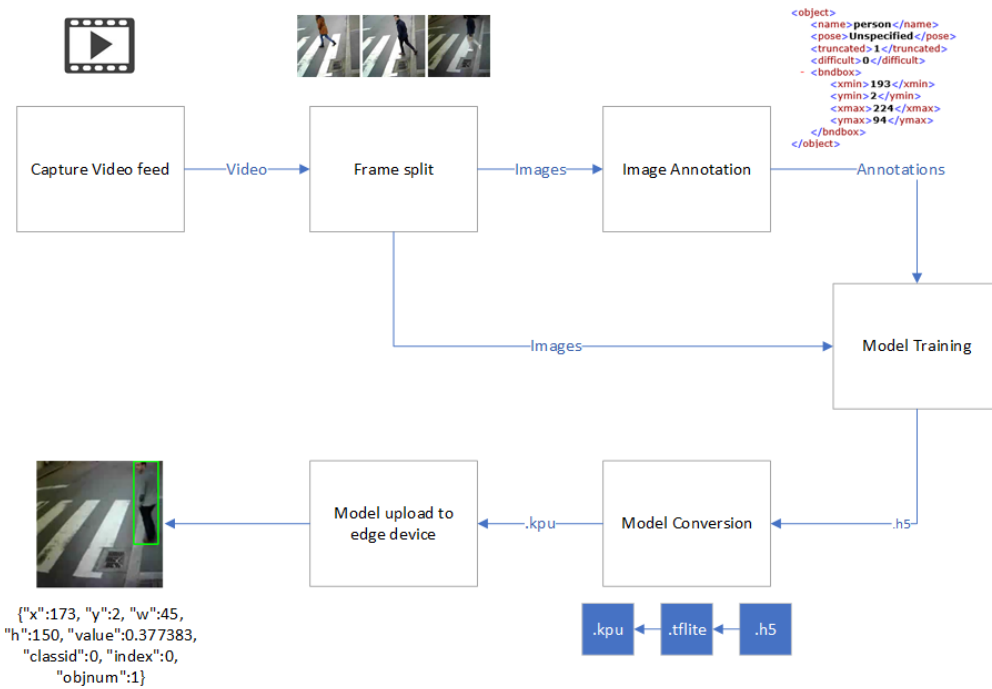 <object>
<name>person</name>
<pose>Unspecified</pose>
<truncated>1</truncated>
<difficult>0</difficult>
- <bndbox>
<xmin>193</xmin>
<ymin>2</ymin>
<xmax>224</xmax>
<ymax>94</ymax>
</bndbox>
</object>
Capture Video feed
Video
Frame split
Images
Image Annotation
Annotations
Images
Model Training
.h5
Model Conversion
.kpu
Model upload to
edge device
.kpu
.tflite
.h5
{"x":173, "y":2, "w":45,
"h":150, "value":0.377383,
"classid":0, "index":0,
"objnum":1}